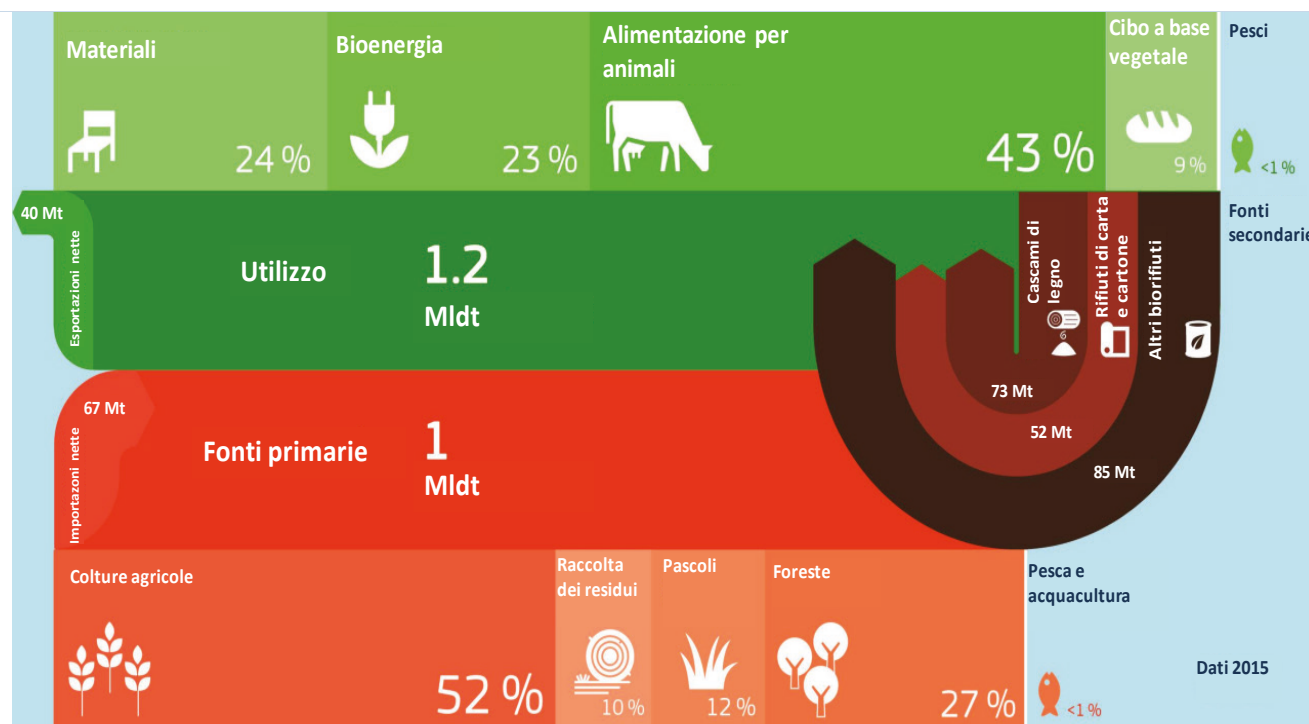 Materiali
24 %
Bioenergia
23 %
Alimentazione per
animali
43 %
Cibo a base
vegetale
9 %
Pesci
<1 %
40 Mt
Esportazioni nette
Utilizzo
1.2
Mldt
Cascami di
legno
Rifiuti di carta
e cartone
Altri biorifiuti
Fonti
secondarie
73 Mt
52 Mt
85 Mt
67 Mt
Importazoni nette
Fonti primarie
1
Mldt
Colture agricole
52 %
Raccolta
dei residui
10 %
Pascoli
12 %
Foreste
27 %
Pesca e
acquacultura
<1 %
Dati 2015